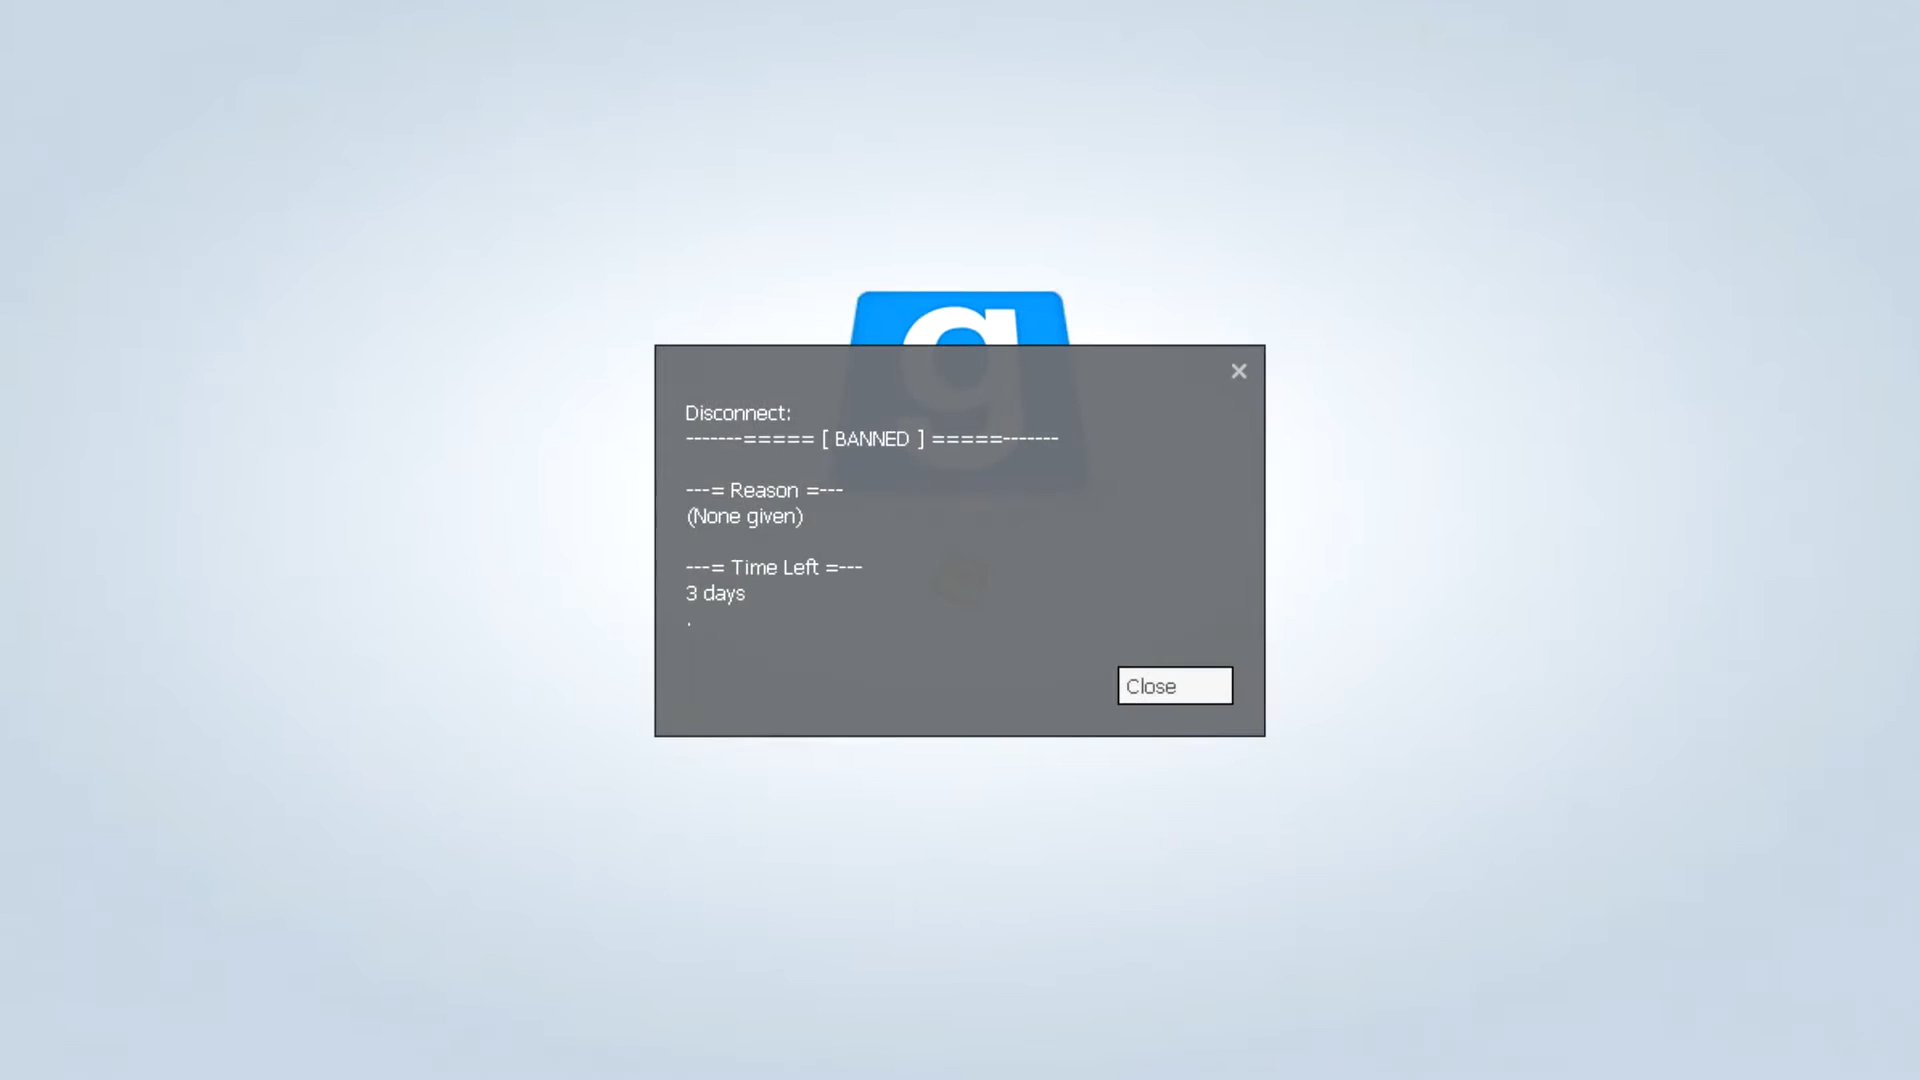 g
Disconnect:
-------===== [ BANNED ] =====-------
---= Reason =---
(None given)
---= Time Left =---
3 days
.
Close